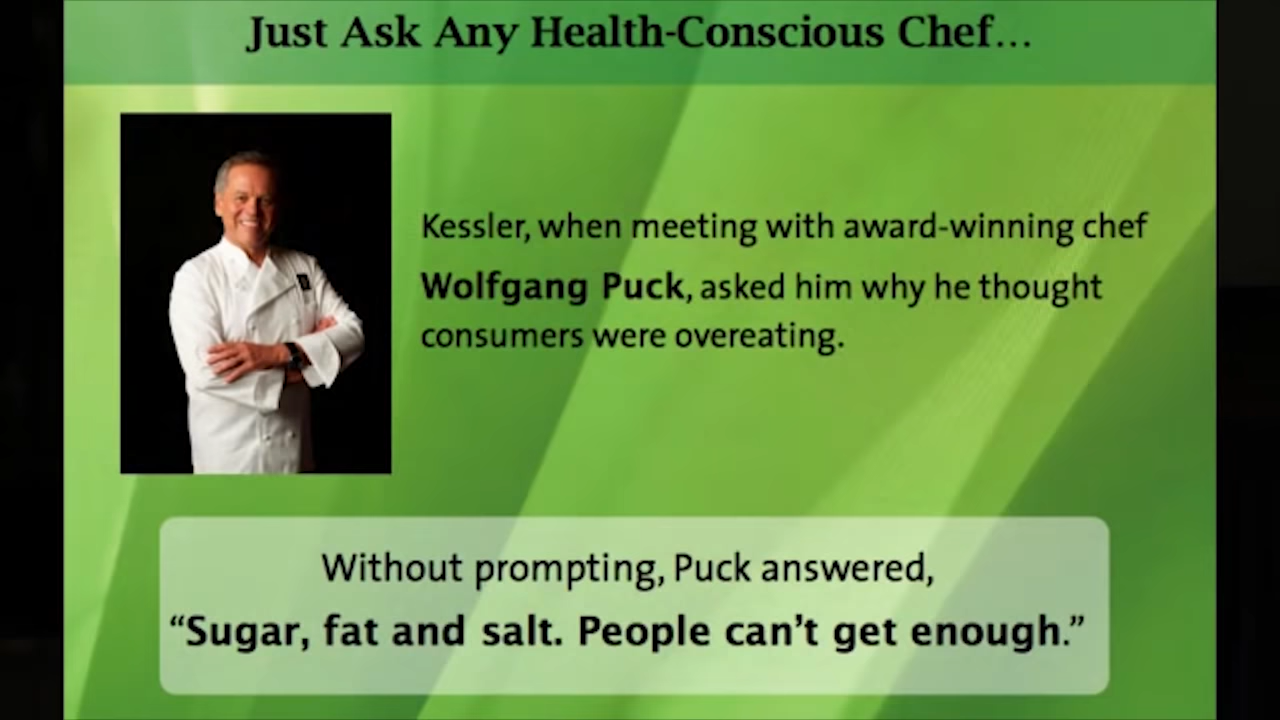 Just Ask Any Health-Conscious Chef…
Kessler, when meeting with award-winning chef
Wolfgang Puck, asked him why he thought
consumers were overeating.
Without prompting, Puck answered,
“Sugar, fat and salt. People can’t get enough.”